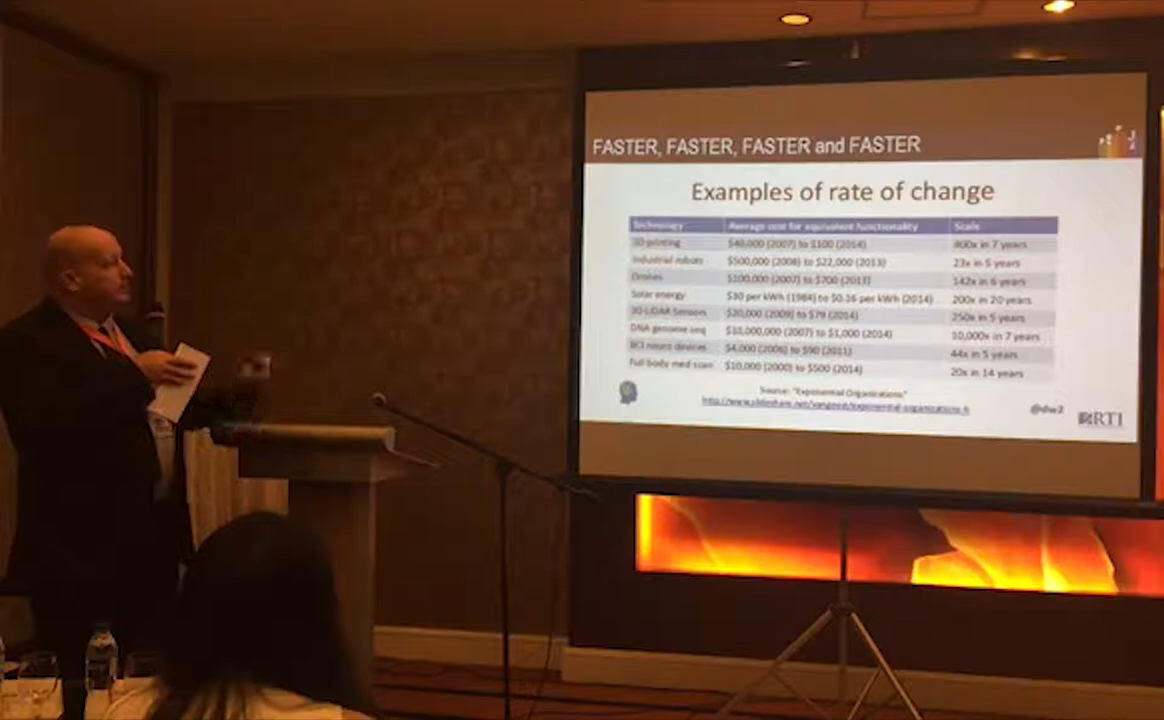 FASTER, FASTER, FASTER and FASTER
Examples of rate of change
Technology Average cost for equivalent functionality Scale
3D printing $40,000 (2007) to $100 (2014) 400x in 7 years
Industrial robots $500,000 (2008) to $22,000 (2013) 23x in 5 years
Drones $100,000 (2007) to $700 (2013) 142x in 6 years
Solar energy $30 per kWh (1984) to $0.16 per kWh (2014) 200x in 20 years
3D LiDAR Sensors $20,000 (2009) to $79 (2014) 250x in 5 years
DNA genome seq $10,000,000 (2007) to $1,000 (2014) 10,000x in 7 years
BCI neuro devices $4,000 (2006) to $90 (2011) 44x in 5 years
Full body med scan $10,000 (2000) to $500 (2014) 20x in 14 years
Source: "Exponential Organizations"
@dw2
RTI